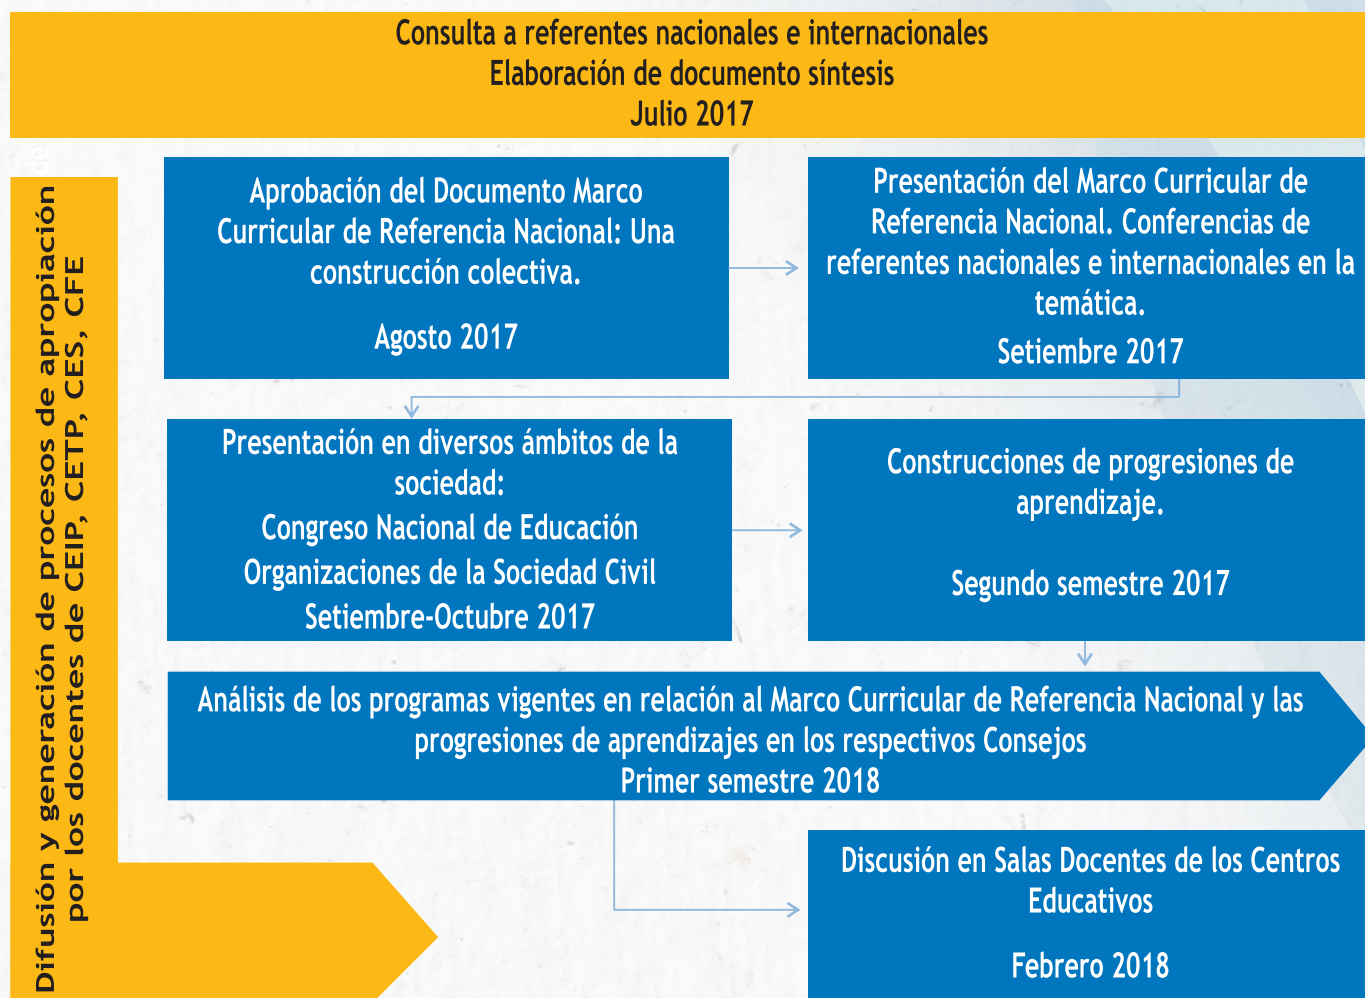 Consulta a referentes nacionales e internacionales
Elaboración de documento síntesis
Julio 2017
de
Difusión y generación de procesos de apropiación
por los docentes de CEIP, CETP, CES, CFE
Aprobación del Documento Marco
Curricular de Referencia Nacional: Una
construcción colectiva.
Agosto 2017
Presentación del Marco Curricular de
Referencia Nacional. Conferencias de
referentes nacionales e internacionales en la
temática.
Setiembre 2017
Presentación en diversos ámbitos de la
sociedad:
Congreso Nacional de Educación
Organizaciones de la Sociedad Civil
Setiembre-Octubre 2017
Construcciones de progresiones de
aprendizaje.
Segundo semestre 2017
Análisis de los programas vigentes en relación al Marco Curricular de Referencia Nacional y las
progresiones de aprendizajes en los respectivos Consejos
Primer semestre 2018
Discusión en Salas Docentes de los Centros
Educativos
Febrero 2018